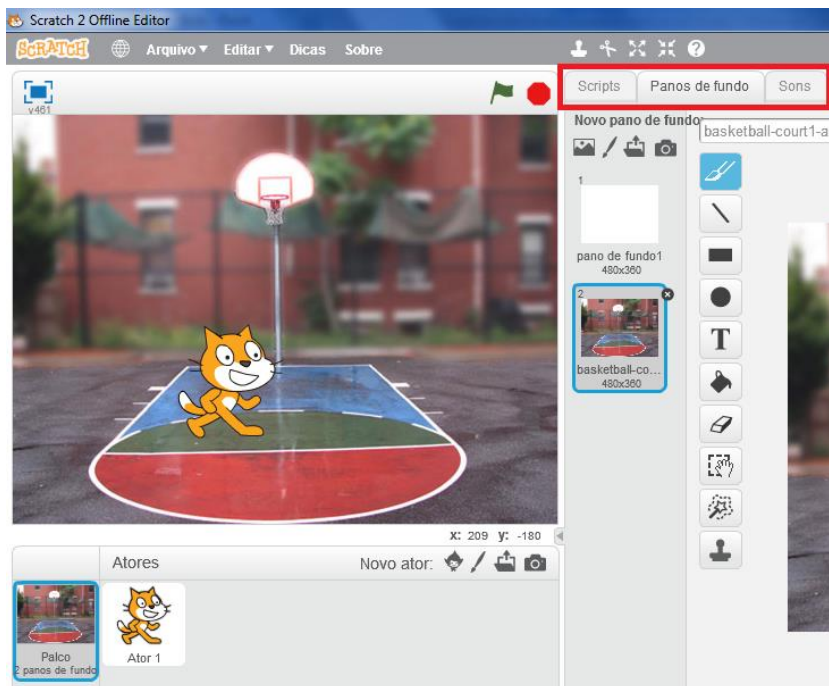 Scratch 2 Offline Editor
SCRATCH Arquivo Editar Dicas Sobre
v461
Scripts Panos de fundo Sons
Novo pano de fundo:
basketball-court1-a
1
pano de fundo1
480x360
2
basketball-co...
480x360
T
X: 209 y: -180
Atores Novo ator:
Palco
2 panos de fundo
Ator 1